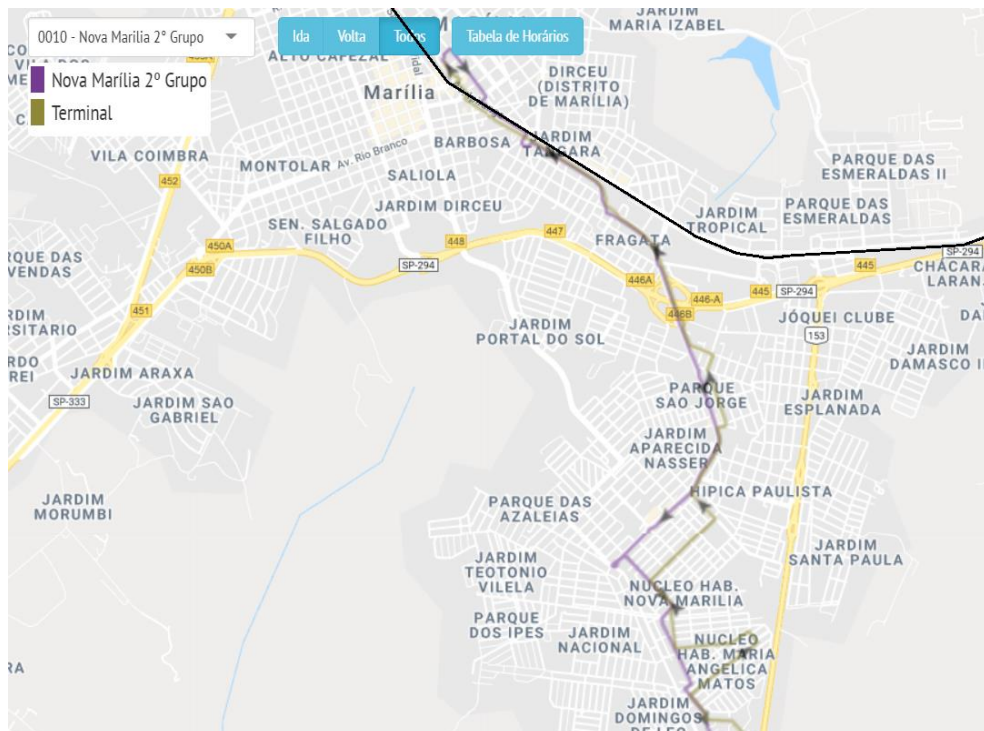 0010 - Nova Marilia 2° Grupo
Ida
Volta
Todos
Tabela de Horários
Nova Marília 2º Grupo
Terminal
JARDIM
MARIA IZABEL
ALTO CAFEZAL
Marília
DIRCEU
(DISTRITO
DE MARÍLIA)
BARBOSA
JARDIM
TANGARA
VILA COIMBRA
MONTOLAR
Av. Rio Branco
SALIOLA
PARQUE DAS
ESMERALDAS II
452
JARDIM DIRCEU
PARQUE DAS
ESMERALDAS
SEN. SALGADO
FILHO
JARDIM
TROPICAL
450A
448
447
FRAGATA
SP-294
450B
SP-294
445
446A
446-A
445
SP-294
451
446B
JÓQUEI CLUBE
153
JARDIM
PORTAL DO SOL
JARDIM
DAMASCO II
JARDIM ARAXA
SP-333
JARDIM SAO
GABRIEL
PARQUE
SAO JORGE
JARDIM
ESPLANADA
JARDIM
APARECIDA
NASSER
HIPICA PAULISTA
JARDIM
MORUMBI
PARQUE DAS
AZALEIAS
JARDIM
SANTA PAULA
JARDIM
TEOTONIO
VILELA
NUCLEO HAB.
NOVA MARILIA
PARQUE
DOS IPES
JARDIM
NACIONAL
NUCLEO
HAB. MARIA
ANGELICA
MATOS
JARDIM
DOMINGOS